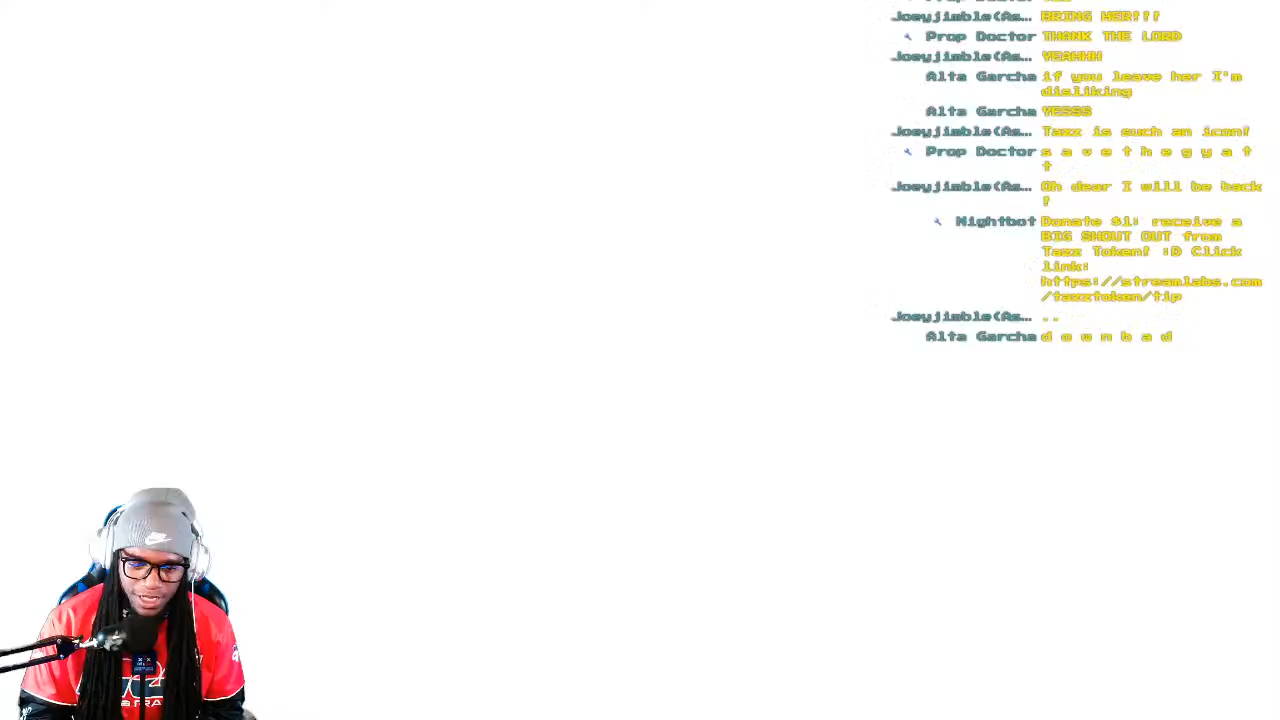 Joeyjimble(As… BRING HER!!!
Prop Doctor THANK THE LORD
Joeyjimble(As… YEAHHH
Alta Garcha if you leave her I'm
disliking
Alta Garcha YESSS
Joeyjimble(As… Tazz is such an icon!
Prop Doctor s a v e t h e g y a t
t
Joeyjimble(As… Oh dear I will be back
!
Nightbot Donate $1: receive a
BIG SHOUT OUT from
Tazz Token! :D Click
link:
https://streamlabs.com
/tazztoken/tip
Joeyjimble(As… ..
Alta Garcha d o w n b a d